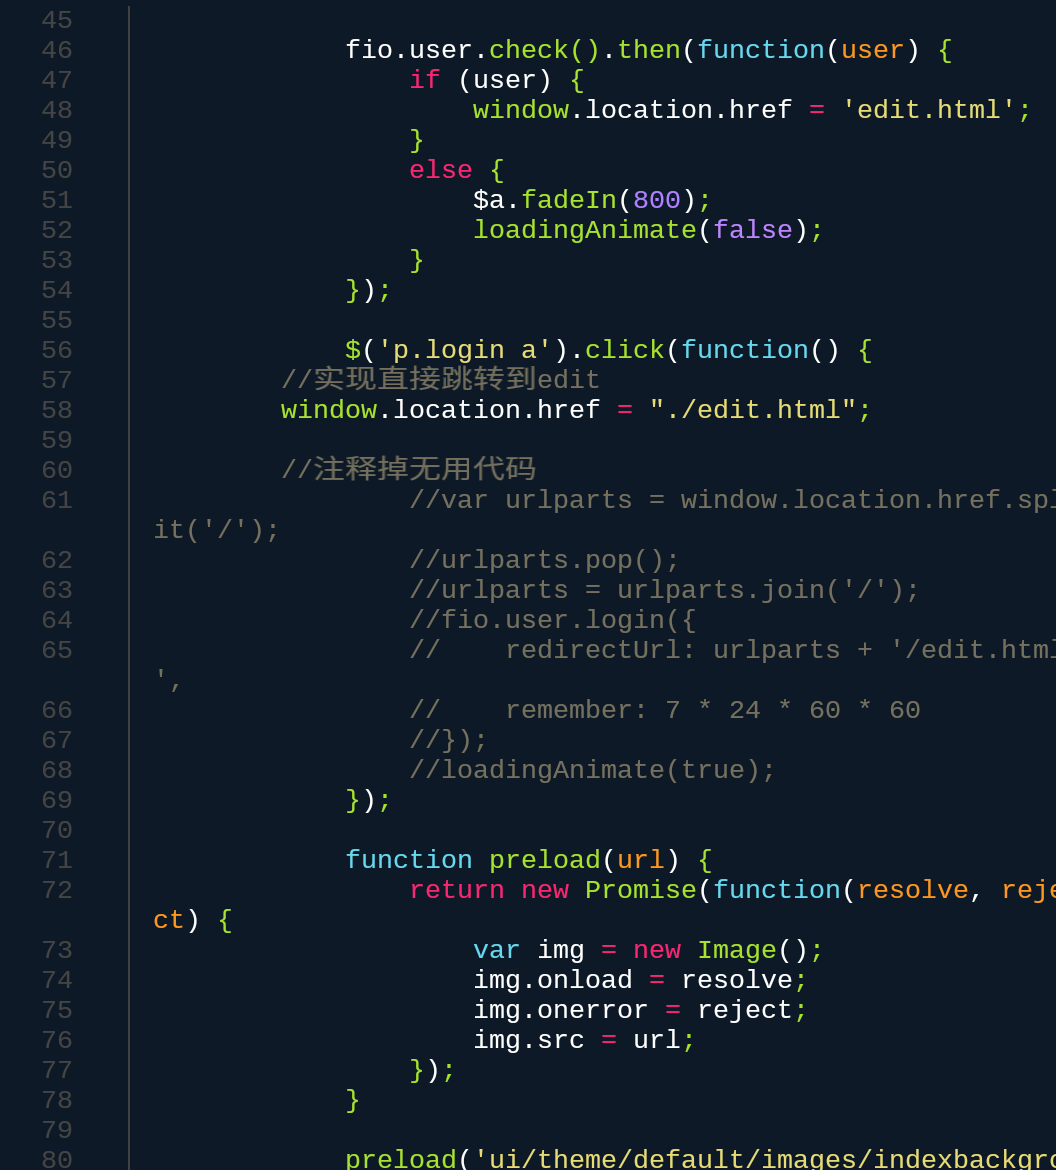 45
46 fio.user.check().then(function(user) {
47 if (user) {
48 window.location.href = 'edit.html';
49 }
50 else {
51 $a.fadeIn(800);
52 loadingAnimate(false);
53 }
54 });
55
56 $('p.login a').click(function() {
57 //实现直接跳转到edit
58 window.location.href = "./edit.html";
59
60 //注释掉无用代码
61 //var urlparts = window.location.href.spl
it('/');
62 //urlparts.pop();
63 //urlparts = urlparts.join('/');
64 //fio.user.login({
65 //    redirectUrl: urlparts + '/edit.html
',
66 //    remember: 7 * 24 * 60 * 60
67 //});
68 //loadingAnimate(true);
69 });
70
71 function preload(url) {
72 return new Promise(function(resolve, reje
ct) {
73 var img = new Image();
74 img.onload = resolve;
75 img.onerror = reject;
76 img.src = url;
77 });
78 }
79
80 preload('ui/theme/default/images/indexbackgro